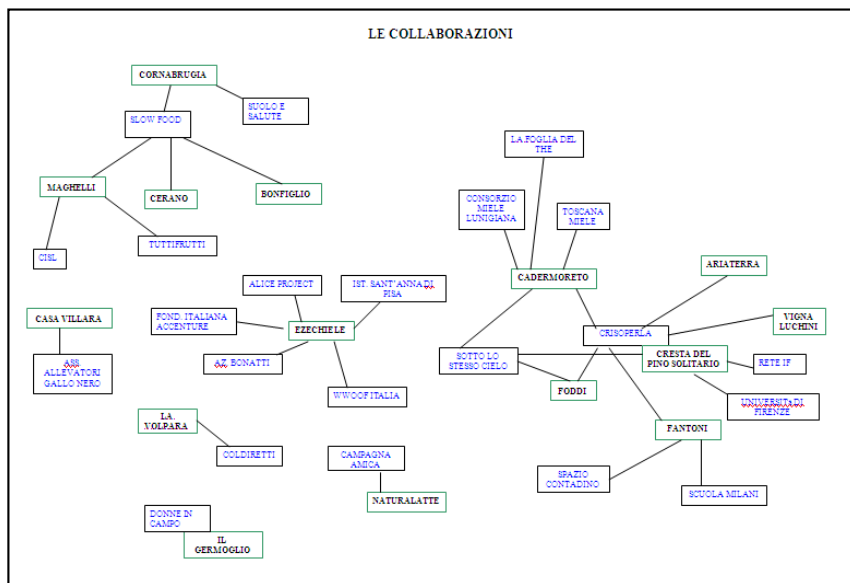 LE COLLABORAZIONI
CORNABRUGIA
SUOLO E
SALUTE
SLOW FOOD
MAGHELLI
CERANO
BONFIGLIO
CISL
TUTTIFRUTTI
LA FOGLIA DEL
THE
CONSORZIO
MIELE
LUNIGIANA
TOSCANA
MIELE
CADERMORETO
ARIATERRA
VIGNA
LUCHINI
CRISOPERLA
CRESTA DEL
PINO SOLITARIO
RETE IF
SOTTO LO
STESSO CIELO
FODDI
UNIVERSITà DI
FIRENZE
FANTONI
SPAZIO
CONTADINO
SCUOLA MILANI
ALICE PROJECT
IST. SANT'ANNA DI
PISA
FOND. ITALIANA
ACCENTURE
EZECHIELE
AZ. BONATTI
WWOOF ITALIA
CASA VILLARA
ASS.
ALLEVATORI
GALLO NERO
LA
VOLPARA
COLDIRETTI
CAMPAGNA
AMICA
NATURALATTE
DONNE IN
CAMPO
IL
GERMOGLIO